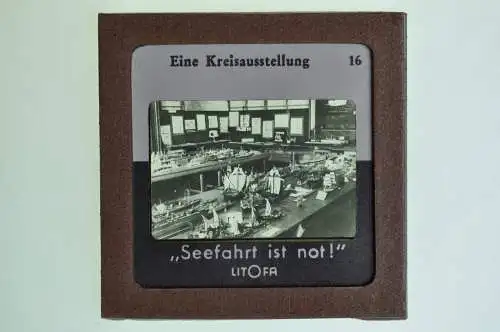 Eine Kreisausstellung 16
„Seefahrt ist not!"
LITOFA